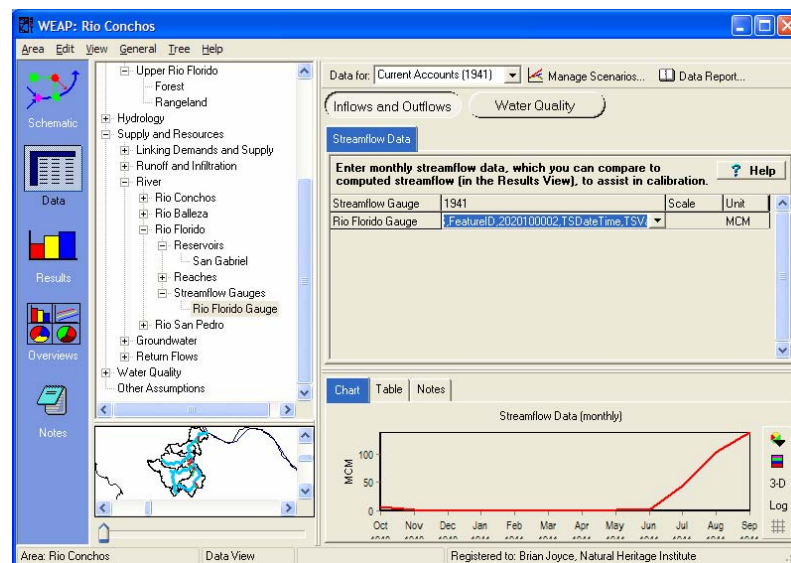 WEAP: Rio Conchos
Area Edit View General Tree Help
Schematic
Data
Results
Overviews
Notes
Upper Rio Florido
Forest
Rangeland
Hydrology
Supply and Resources
Linking Demands and Supply
Runoff and Infiltration
River
Rio Conchos
Rio Balleza
Rio Florido
Reservoirs
San Gabriel
Reaches
Streamflow Gauges
Rio Florido Gauge
Rio San Pedro
Groundwater
Return Flows
Water Quality
Other Assumptions
Data for: Current Accounts (1941) Manage Scenarios... Data Report...
Inflows and Outflows Water Quality
Streamflow Data
Enter monthly streamflow data, which you can compare to
computed streamflow (in the Results View), to assist in calibration.
? Help
Streamflow Gauge 1941 Scale Unit
Rio Florido Gauge ,FeatureID,2020100002,TSDateTime,TSV MCM
Chart Table Notes
Streamflow Data (monthly)
MCM
100
50
0
Oct Nov Dec Jan Feb Mar Apr May Jun Jul Aug Sep
3-D
Log
Area: Rio Conchos Data View Registered to: Brian Joyce, Natural Heritage Institute